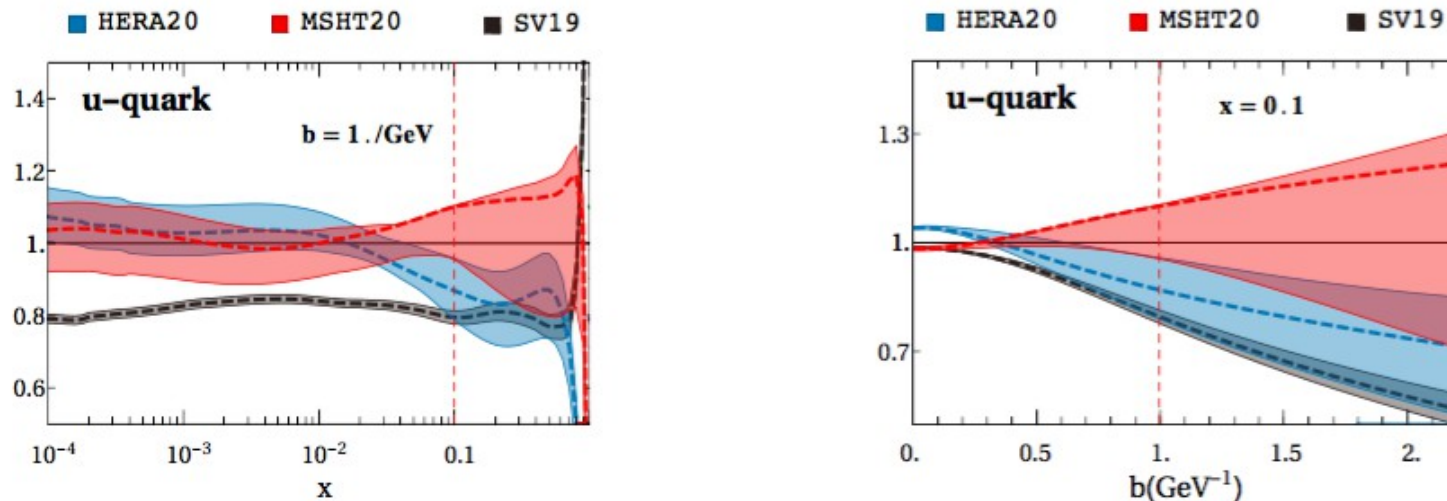 HERA20 MSHT20 SV19
u-quark
b = 1./GeV
1.4
1.2
1.
0.8
0.6
10⁻⁴ 10⁻³ 10⁻² 0.1
x
HERA20 MSHT20 SV19
u-quark
x = 0.1
1.3
1.
0.7
0. 0.5 1. 1.5 2.
b(GeV⁻¹)